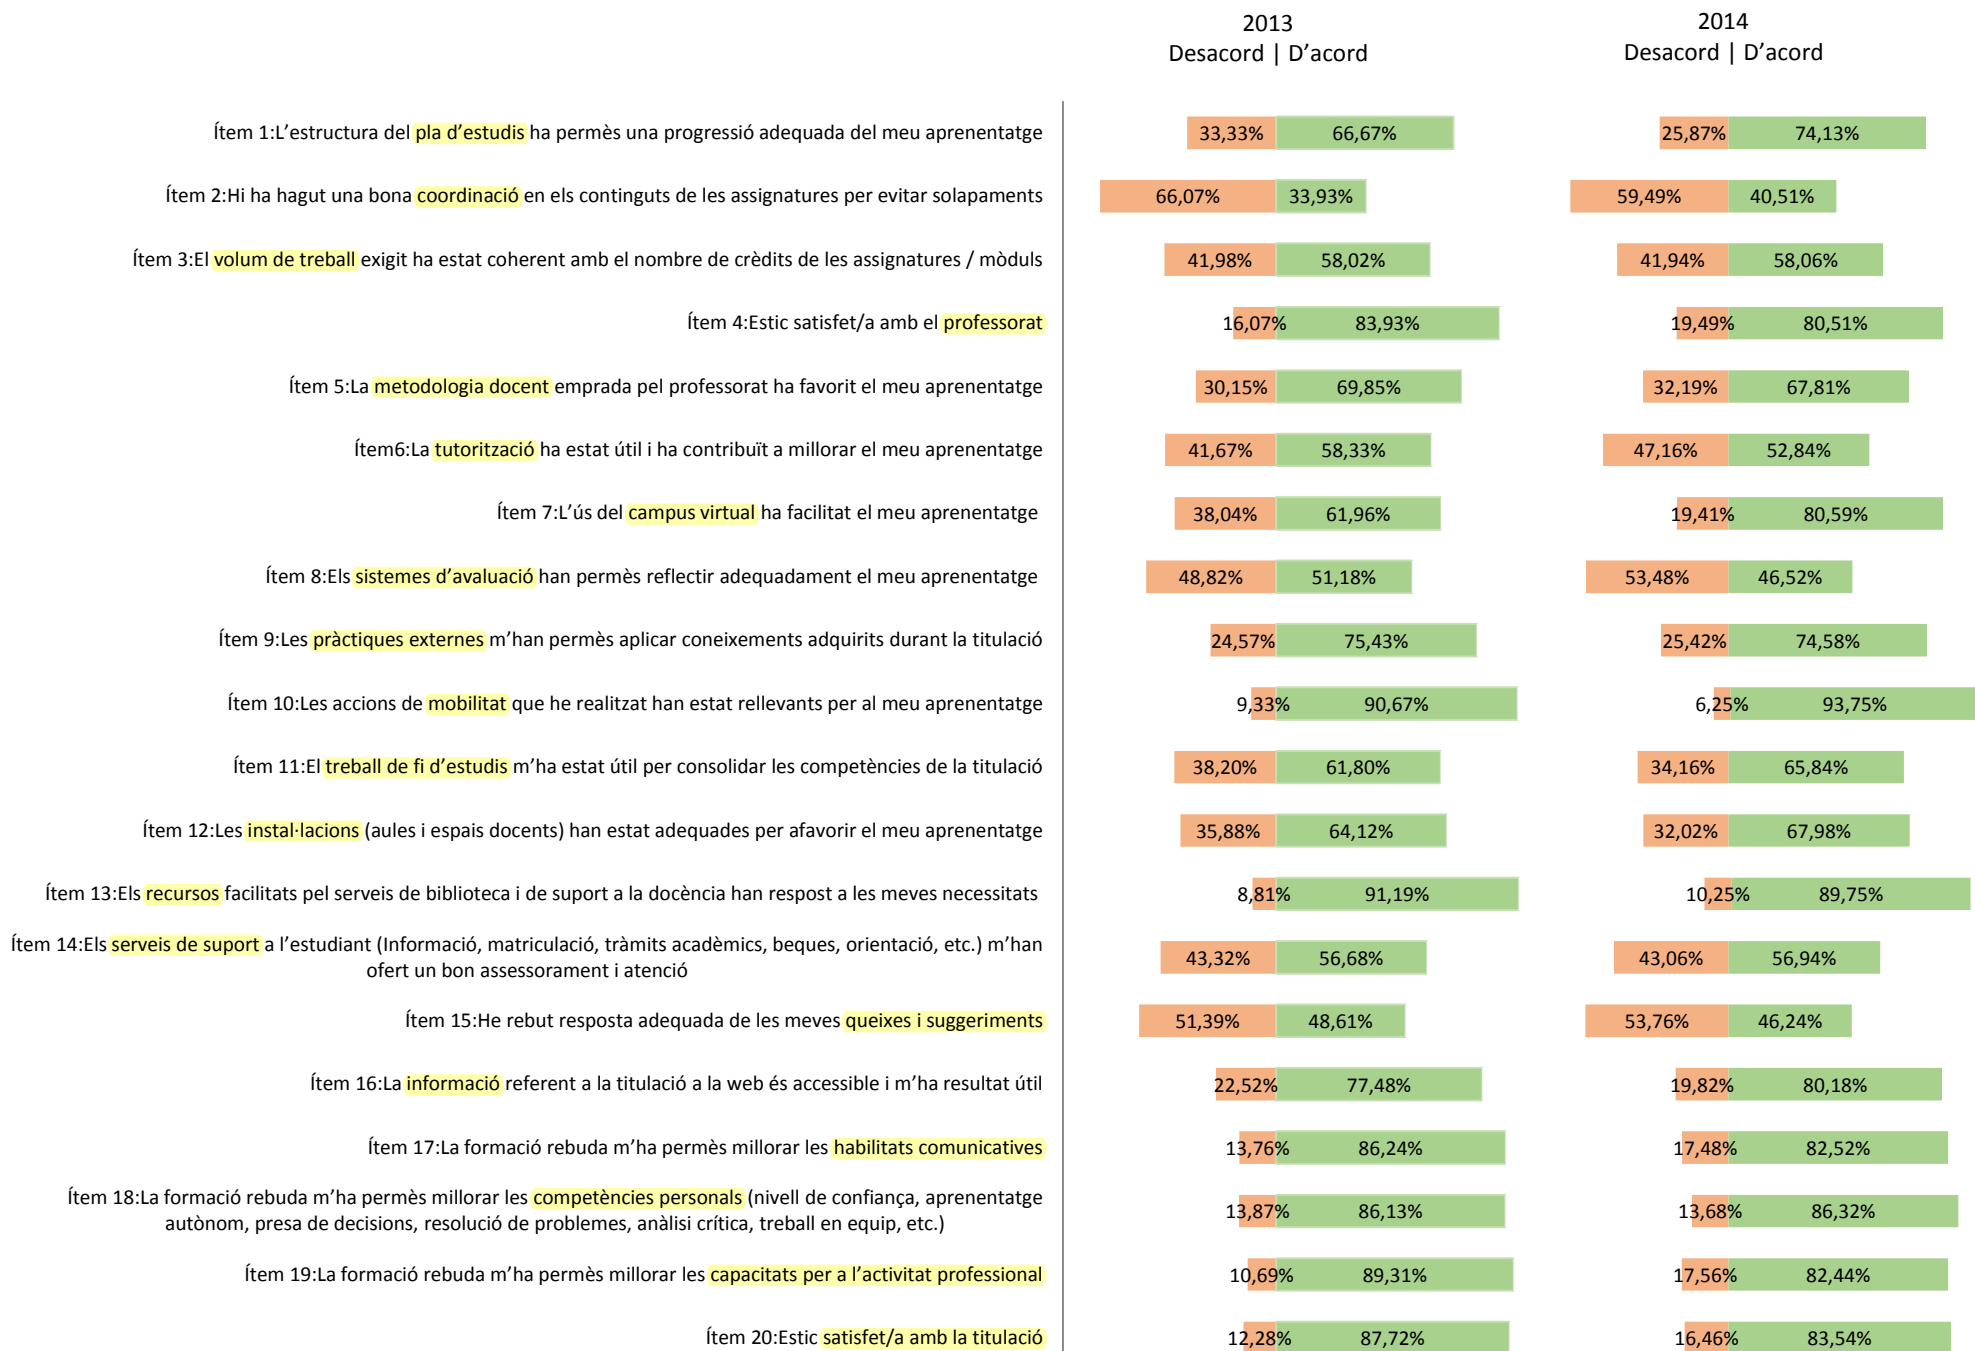 2013
Desacord | D’acord
2014
Desacord | D’acord
Ítem 1:L’estructura del pla d’estudis ha permès una progressió adequada del meu aprenentatge
33,33% 66,67% 25,87% 74,13%
Ítem 2:Hi ha hagut una bona coordinació en els continguts de les assignatures per evitar solapaments
66,07% 33,93% 59,49% 40,51%
Ítem 3:El volum de treball exigit ha estat coherent amb el nombre de crèdits de les assignatures / mòduls
41,98% 58,02% 41,94% 58,06%
Ítem 4:Estic satisfet/a amb el professorat
16,07% 83,93% 19,49% 80,51%
Ítem 5:La metodologia docent emprada pel professorat ha favorit el meu aprenentatge
30,15% 69,85% 32,19% 67,81%
Ítem6:La tutorització ha estat útil i ha contribuït a millorar el meu aprenentatge
41,67% 58,33% 47,16% 52,84%
Ítem 7:L’ús del campus virtual ha facilitat el meu aprenentatge
38,04% 61,96% 19,41% 80,59%
Ítem 8:Els sistemes d’avaluació han permès reflectir adequadament el meu aprenentatge
48,82% 51,18% 53,48% 46,52%
Ítem 9:Les pràctiques externes m’han permès aplicar coneixements adquirits durant la titulació
24,57% 75,43% 25,42% 74,58%
Ítem 10:Les accions de mobilitat que he realitzat han estat rellevants per al meu aprenentatge
9,33% 90,67% 6,25% 93,75%
Ítem 11:El treball de fi d’estudis m’ha estat útil per consolidar les competències de la titulació
38,20% 61,80% 34,16% 65,84%
Ítem 12:Les instal·lacions (aules i espais docents) han estat adequades per afavorir el meu aprenentatge
35,88% 64,12% 32,02% 67,98%
Ítem 13:Els recursos facilitats pel serveis de biblioteca i de suport a la docència han respost a les meves necessitats
8,81% 91,19% 10,25% 89,75%
Ítem 14:Els serveis de suport a l’estudiant (Informació, matriculació, tràmits acadèmics, beques, orientació, etc.) m’han
ofert un bon assessorament i atenció
43,32% 56,68% 43,06% 56,94%
Ítem 15:He rebut resposta adequada de les meves queixes i suggeriments
51,39% 48,61% 53,76% 46,24%
Ítem 16:La informació referent a la titulació a la web és accessible i m’ha resultat útil
22,52% 77,48% 19,82% 80,18%
Ítem 17:La formació rebuda m’ha permès millorar les habilitats comunicatives
13,76% 86,24% 17,48% 82,52%
Ítem 18:La formació rebuda m’ha permès millorar les competències personals (nivell de confiança, aprenentatge
autònom, presa de decisions, resolució de problemes, anàlisi crítica, treball en equip, etc.)
13,87% 86,13% 13,68% 86,32%
Ítem 19:La formació rebuda m’ha permès millorar les capacitats per a l’activitat professional
10,69% 89,31% 17,56% 82,44%
Ítem 20:Estic satisfet/a amb la titulació
12,28% 87,72% 16,46% 83,54%